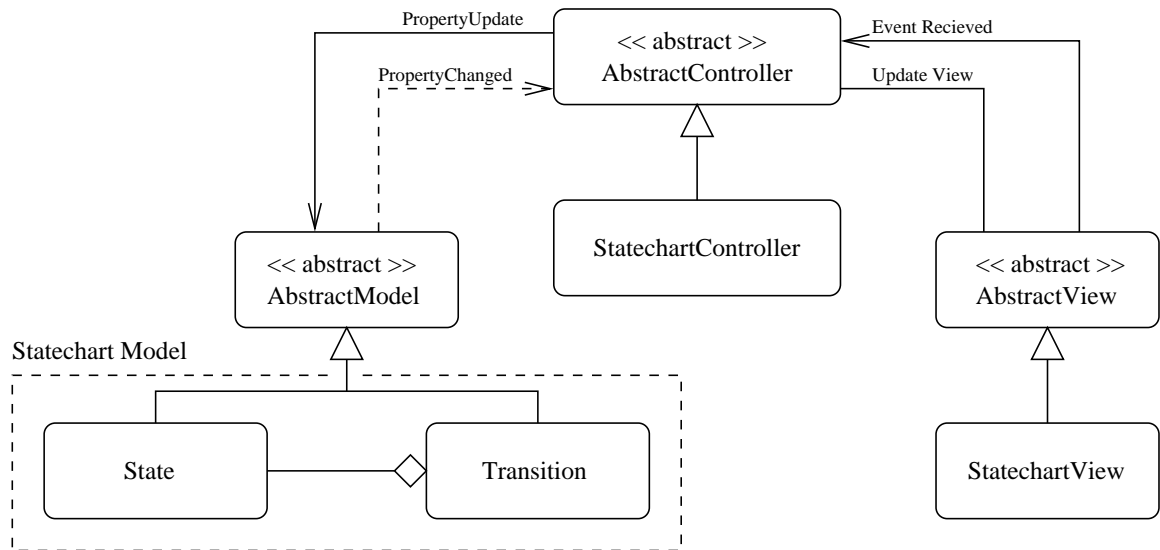 PropertyUpdate
<< abstract >>
AbstractController
Event Recieved
PropertyChanged
Update View
<< abstract >>
AbstractModel
StatechartController
<< abstract >>
AbstractView
Statechart Model
State
Transition
StatechartView